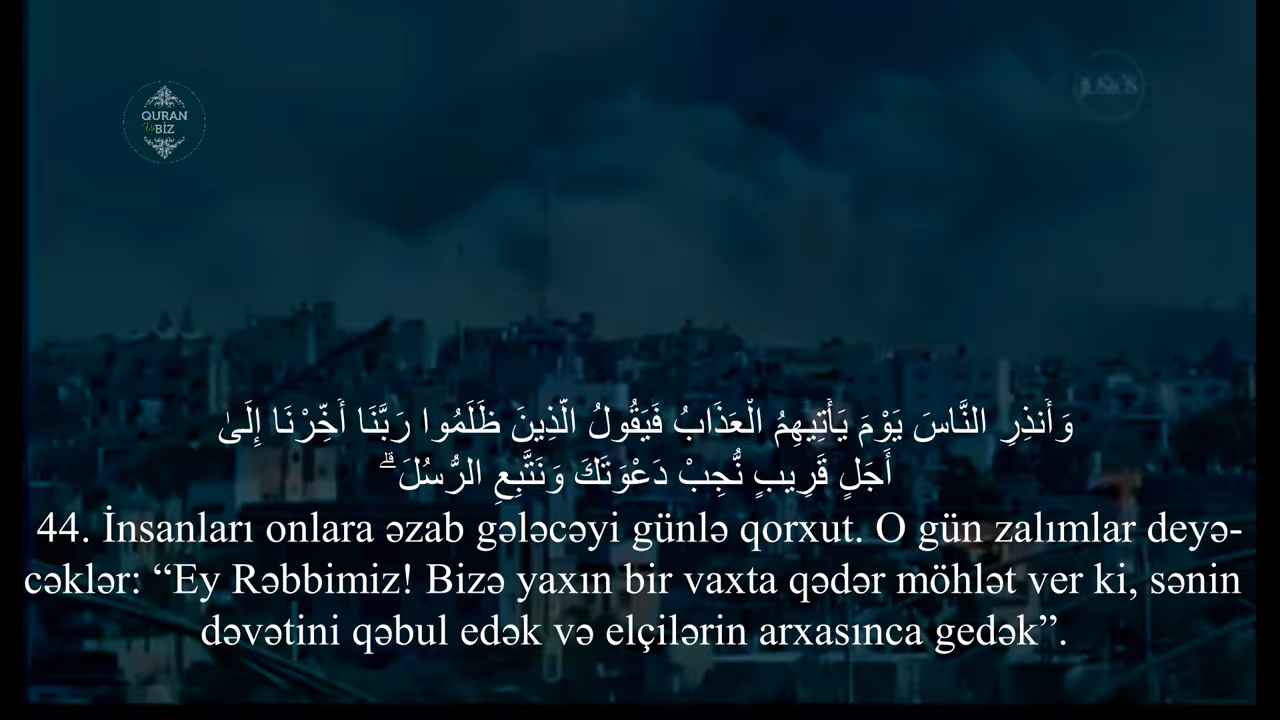 QURAN
Və
BİZ
وَأَنذِرِ النَّاسَ يَوْمَ يَأْتِيهِمُ الْعَذَابُ فَيَقُولُ الَّذِينَ ظَلَمُوا رَبَّنَا أَخِّرْنَا إِلَىٰ
أَجَلٍ قَرِيبٍ نُّجِبْ دَعْوَتَكَ وَنَتَّبِعِ الرُّسُلَ ۗ
44. İnsanları onlara əzab gələcəyi günlə qorxut. O gün zalımlar deyə-
cəklər: “Ey Rəbbimiz! Bizə yaxın bir vaxta qədər möhlət ver ki, sənin
dəvətini qəbul edək və elçilərin arxasınca gedək”.